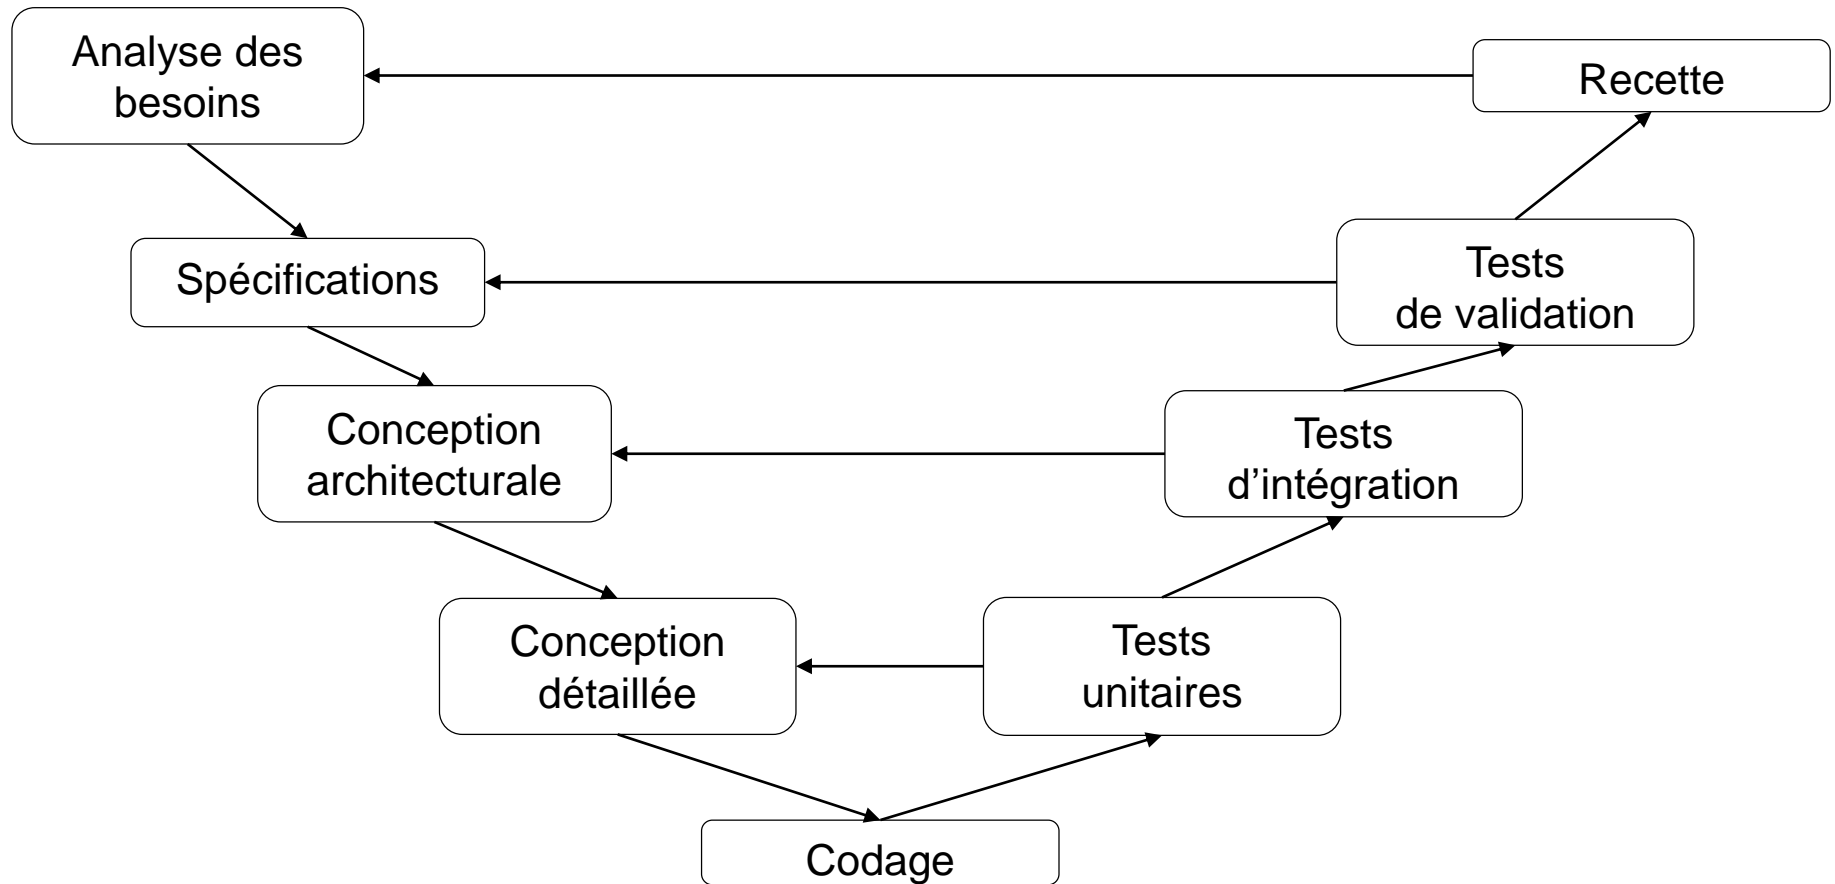 Analyse des
besoins
Recette
Spécifications
Tests
de validation
Conception
architecturale
Tests
d’intégration
Conception
détaillée
Tests
unitaires
Codage